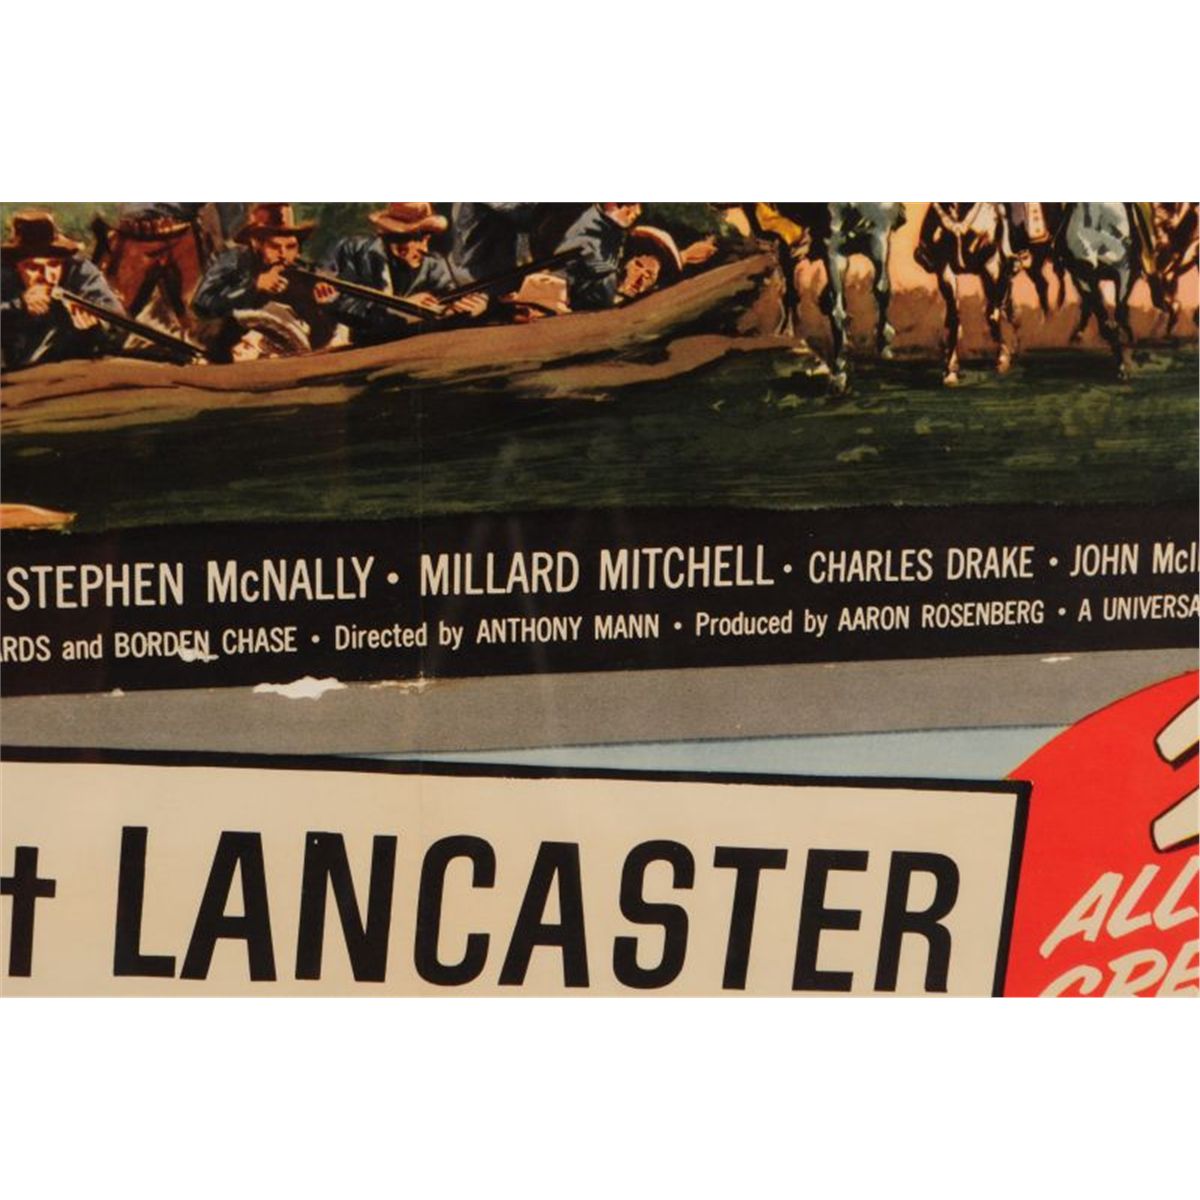 STEPHEN McNALLY · MILLARD MITCHELL · CHARLES DRAKE · JOHN McI
ARDS and BORDEN CHASE · Directed by ANTHONY MANN · Produced by AARON ROSENBERG · A UNIVERSA
t LANCASTER
ALL
GRE